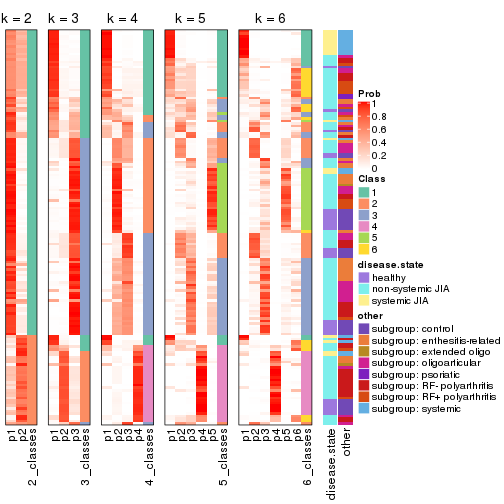 k = 2
k = 3
k = 4
k = 5
k = 6
Prob
1
0.8
0.6
0.4
0.2
0
Class
1
2
3
4
5
6
disease.state
healthy
non-systemic JIA
systemic JIA
other
subgroup: control
subgroup: enthesitis-related
subgroup: extended oligo
subgroup: oligoarticular
subgroup: psoriatic
subgroup: RF- polyarthritis
subgroup: RF+ polyarthritis
subgroup: systemic
p1
p2
2_classes
p1
p2
p3
3_classes
p1
p2
p3
p4
4_classes
p1
p2
p3
p4
p5
5_classes
p1
p2
p3
p4
p5
p6
6_classes
disease.state
other